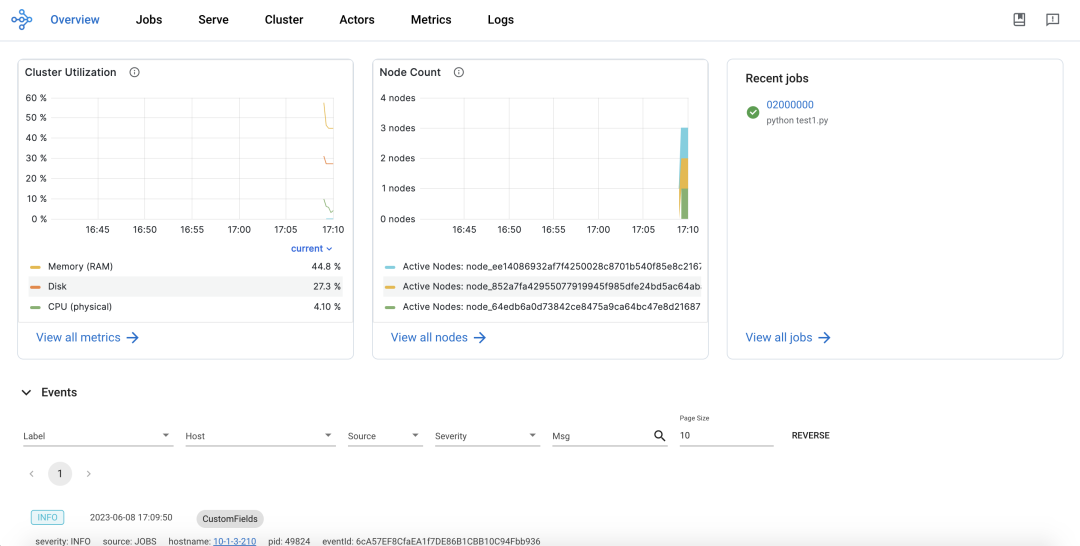 Overview Jobs Serve Cluster Actors Metrics Logs
Cluster Utilization
60 %
50 %
40 %
30 %
20 %
10 %
0 %
16:45 16:50 16:55 17:00 17:05 17:10
current
Memory (RAM) 44.8 %
Disk 27.3 %
CPU (physical) 4.10 %
View all metrics
Node Count
4 nodes
3 nodes
2 nodes
1 nodes
0 nodes
16:45 16:50 16:55 17:00 17:05 17:10
Active Nodes: node_ee14086932af7f4250028c8701b540f85e8c2167
Active Nodes: node_852a7fa42955077919945f985dfe24bd5ac64ab
Active Nodes: node_64edb6a0d73842ce8475a9ca64bc47e8d21687
View all nodes
Recent jobs
02000000
python test1.py
View all jobs
Events
Label Host Source Severity Msg Page Size 10 REVERSE
1
INFO 2023-06-08 17:09:50 CustomFields
severity: INFO source: JOBS hostname: 10-1-3-210 pid: 49824 eventId: 6cA57EF8CfaEA1f7DE86B1CBB10C94Fbb936